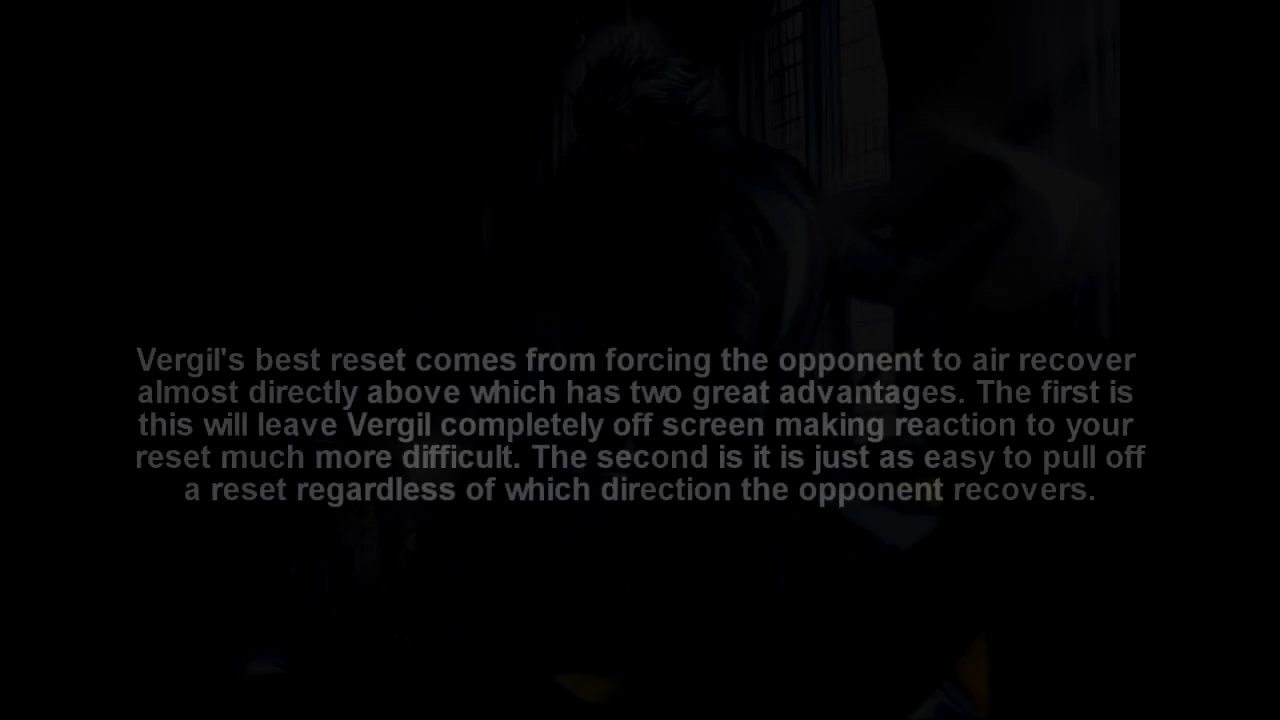 Vergil's best reset comes from forcing the opponent to air recover
almost directly above which has two great advantages. The first is
this will leave Vergil completely off screen making reaction to your
reset much more difficult. The second is it is just as easy to pull off
a reset regardless of which direction the opponent recovers.